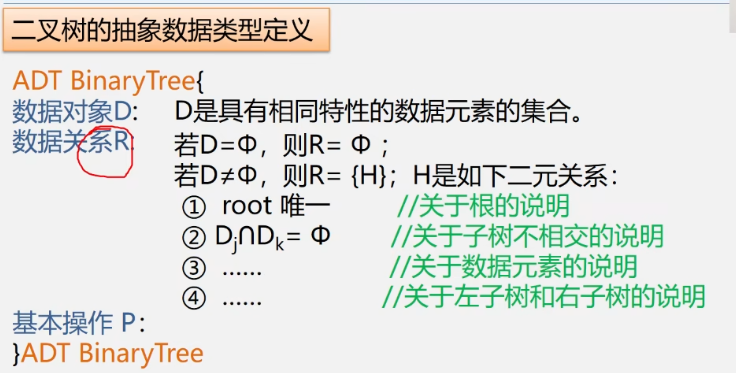 二叉树的抽象数据类型定义
ADT BinaryTree{
数据对象D: D是具有相同特性的数据元素的集合。
数据关系R: 若D=Φ，则R= Φ ；
若D≠Φ，则R= {H}；H是如下二元关系：
① root 唯一 //关于根的说明
② Dj∩Dk= Φ //关于子树不相交的说明
③ ...... //关于数据元素的说明
④ ...... //关于左子树和右子树的说明
基本操作 P：
}ADT BinaryTree